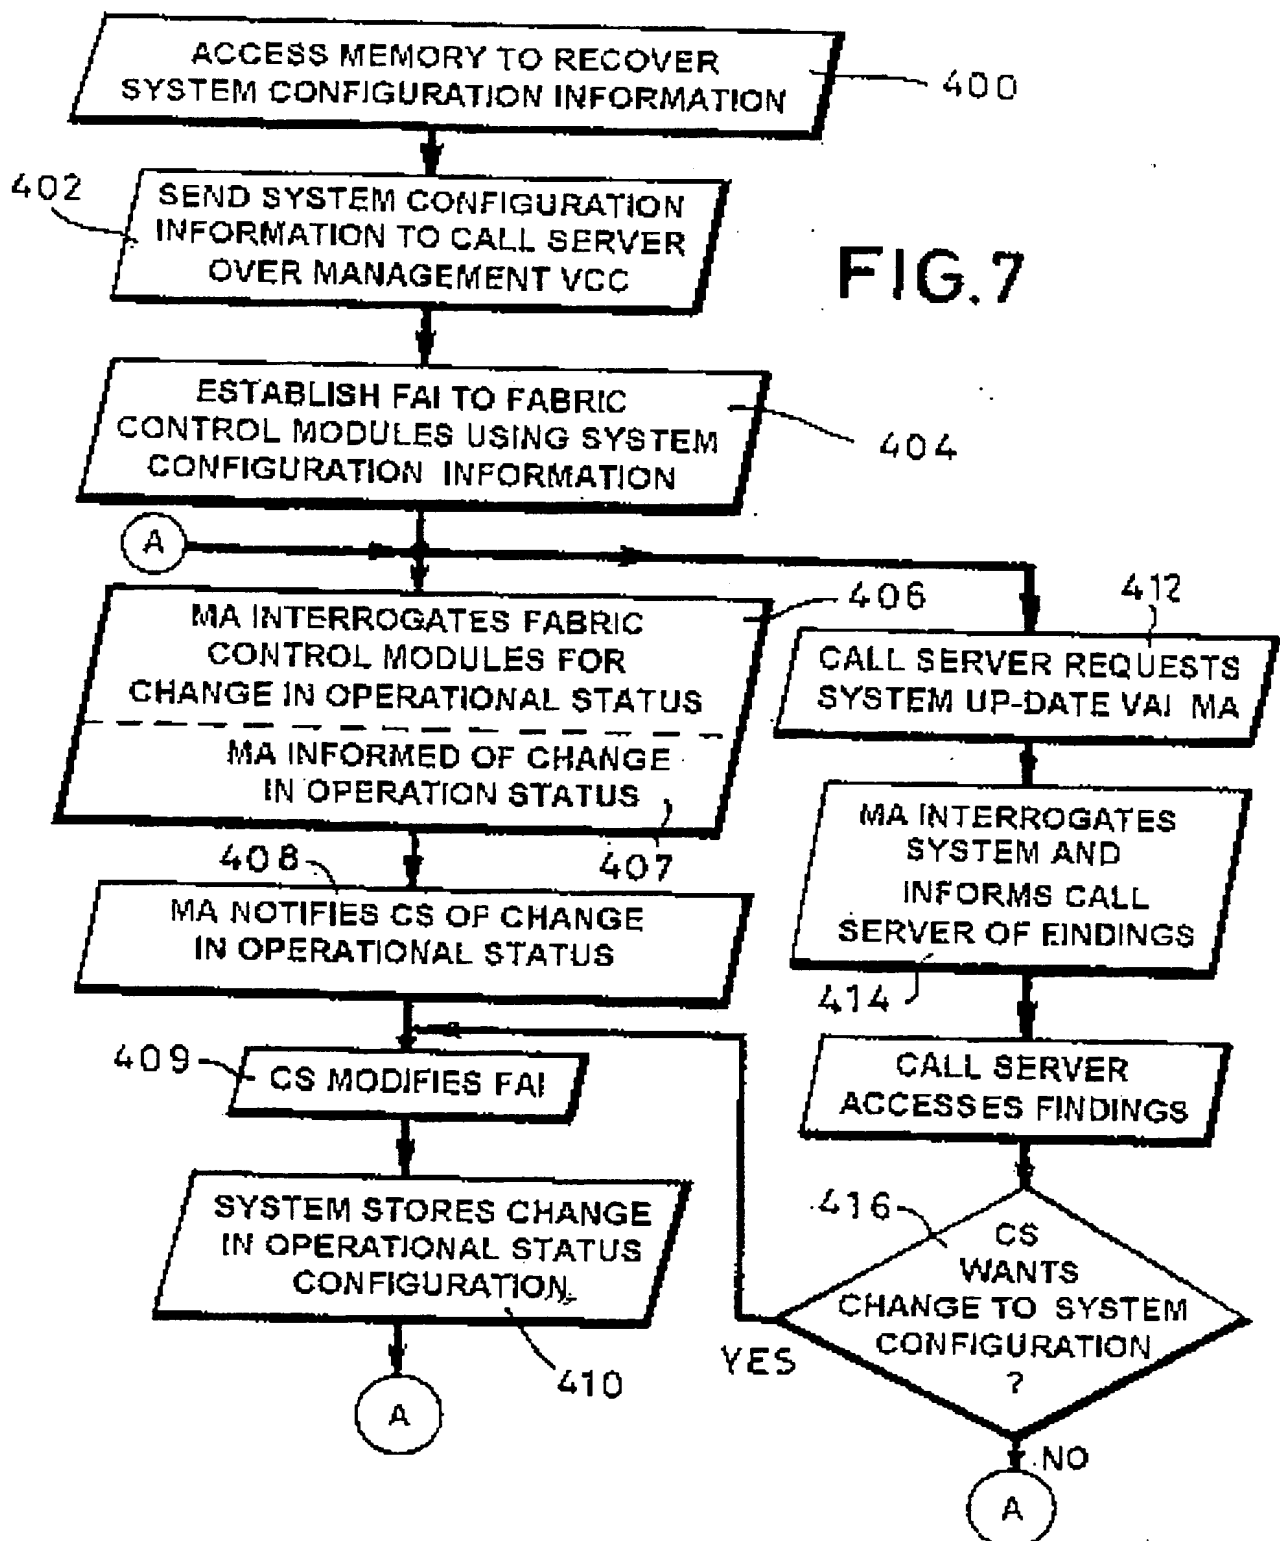 ACCESS MEMORY TO RECOVER
SYSTEM CONFIGURATION INFORMATION
400
402
SEND SYSTEM CONFIGURATION
INFORMATION TO CALL SERVER
OVER MANAGEMENT VCC
FIG.7
ESTABLISH FAI TO FABRIC
CONTROL MODULES USING SYSTEM
CONFIGURATION INFORMATION
404
A
MA INTERROGATES FABRIC
CONTROL MODULES FOR
CHANGE IN OPERATIONAL STATUS
406
MA INFORMED OF CHANGE
IN OPERATION STATUS
407
408
MA NOTIFIES CS OF CHANGE
IN OPERATIONAL STATUS
409
CS MODIFIES FAI
SYSTEM STORES CHANGE
IN OPERATIONAL STATUS
CONFIGURATION
410
A
412
CALL SERVER REQUESTS
SYSTEM UP-DATE VAI MA
MA INTERROGATES
SYSTEM AND
INFORMS CALL
SERVER OF FINDINGS
414
CALL SERVER
ACCESSES FINDINGS
416
CS
WANTS
CHANGE TO SYSTEM
CONFIGURATION
?
YES
NO
A